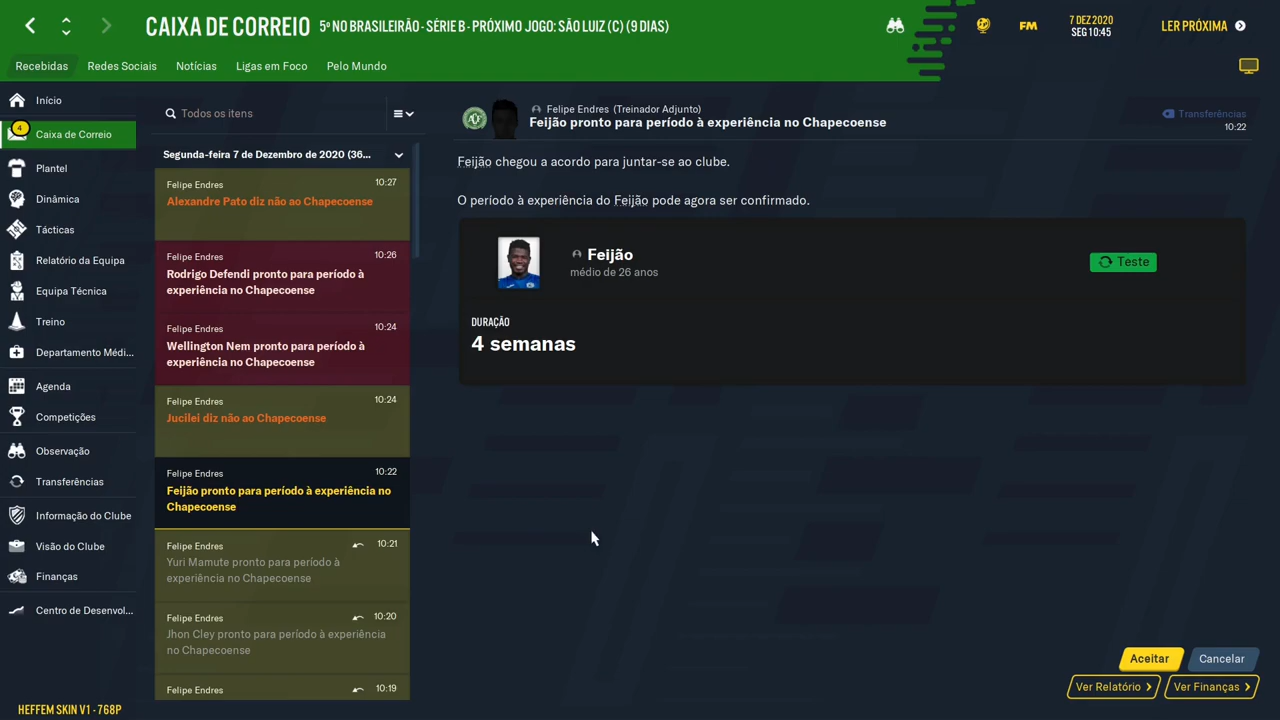 CAIXA DE CORREIO
5º NO BRASILEIRÃO - SÉRIE B - PRÓXIMO JOGO: SÃO LUIZ (C) (9 DIAS)
FM
7 DEZ 2020
SEG 10:45
LER PRÓXIMA
Recebidas
Redes Sociais
Notícias
Ligas em Foco
Pelo Mundo
Início
4
Caixa de Correio
Plantel
Dinâmica
Tácticas
Relatório da Equipa
Equipa Técnica
Treino
Departamento Médi...
Agenda
Competições
Observação
Transferências
Informação do Clube
Visão do Clube
Finanças
Centro de Desenvol...
HEFFEM SKIN V1 - 768P
Todos os itens
Segunda-feira 7 de Dezembro de 2020 (36...
Felipe Endres 10:27
Alexandre Pato diz não ao Chapecoense
Felipe Endres 10:26
Rodrigo Defendi pronto para período à
experiência no Chapecoense
Felipe Endres 10:24
Wellington Nem pronto para período à
experiência no Chapecoense
Felipe Endres 10:24
Jucilei diz não ao Chapecoense
Felipe Endres 10:22
Feijão pronto para período à experiência no
Chapecoense
Felipe Endres 10:21
Yuri Mamute pronto para período à
experiência no Chapecoense
Felipe Endres 10:20
Jhon Cley pronto para período à experiência
no Chapecoense
Felipe Endres 10:19
Felipe Endres (Treinador Adjunto)
Feijão pronto para período à experiência no Chapecoense
Transferências
10:22
Feijão chegou a acordo para juntar-se ao clube.
O período à experiência do Feijão pode agora ser confirmado.
Feijão
médio de 26 anos
Teste
DURAÇÃO
4 semanas
Aceitar
Cancelar
Ver Relatório
Ver Finanças